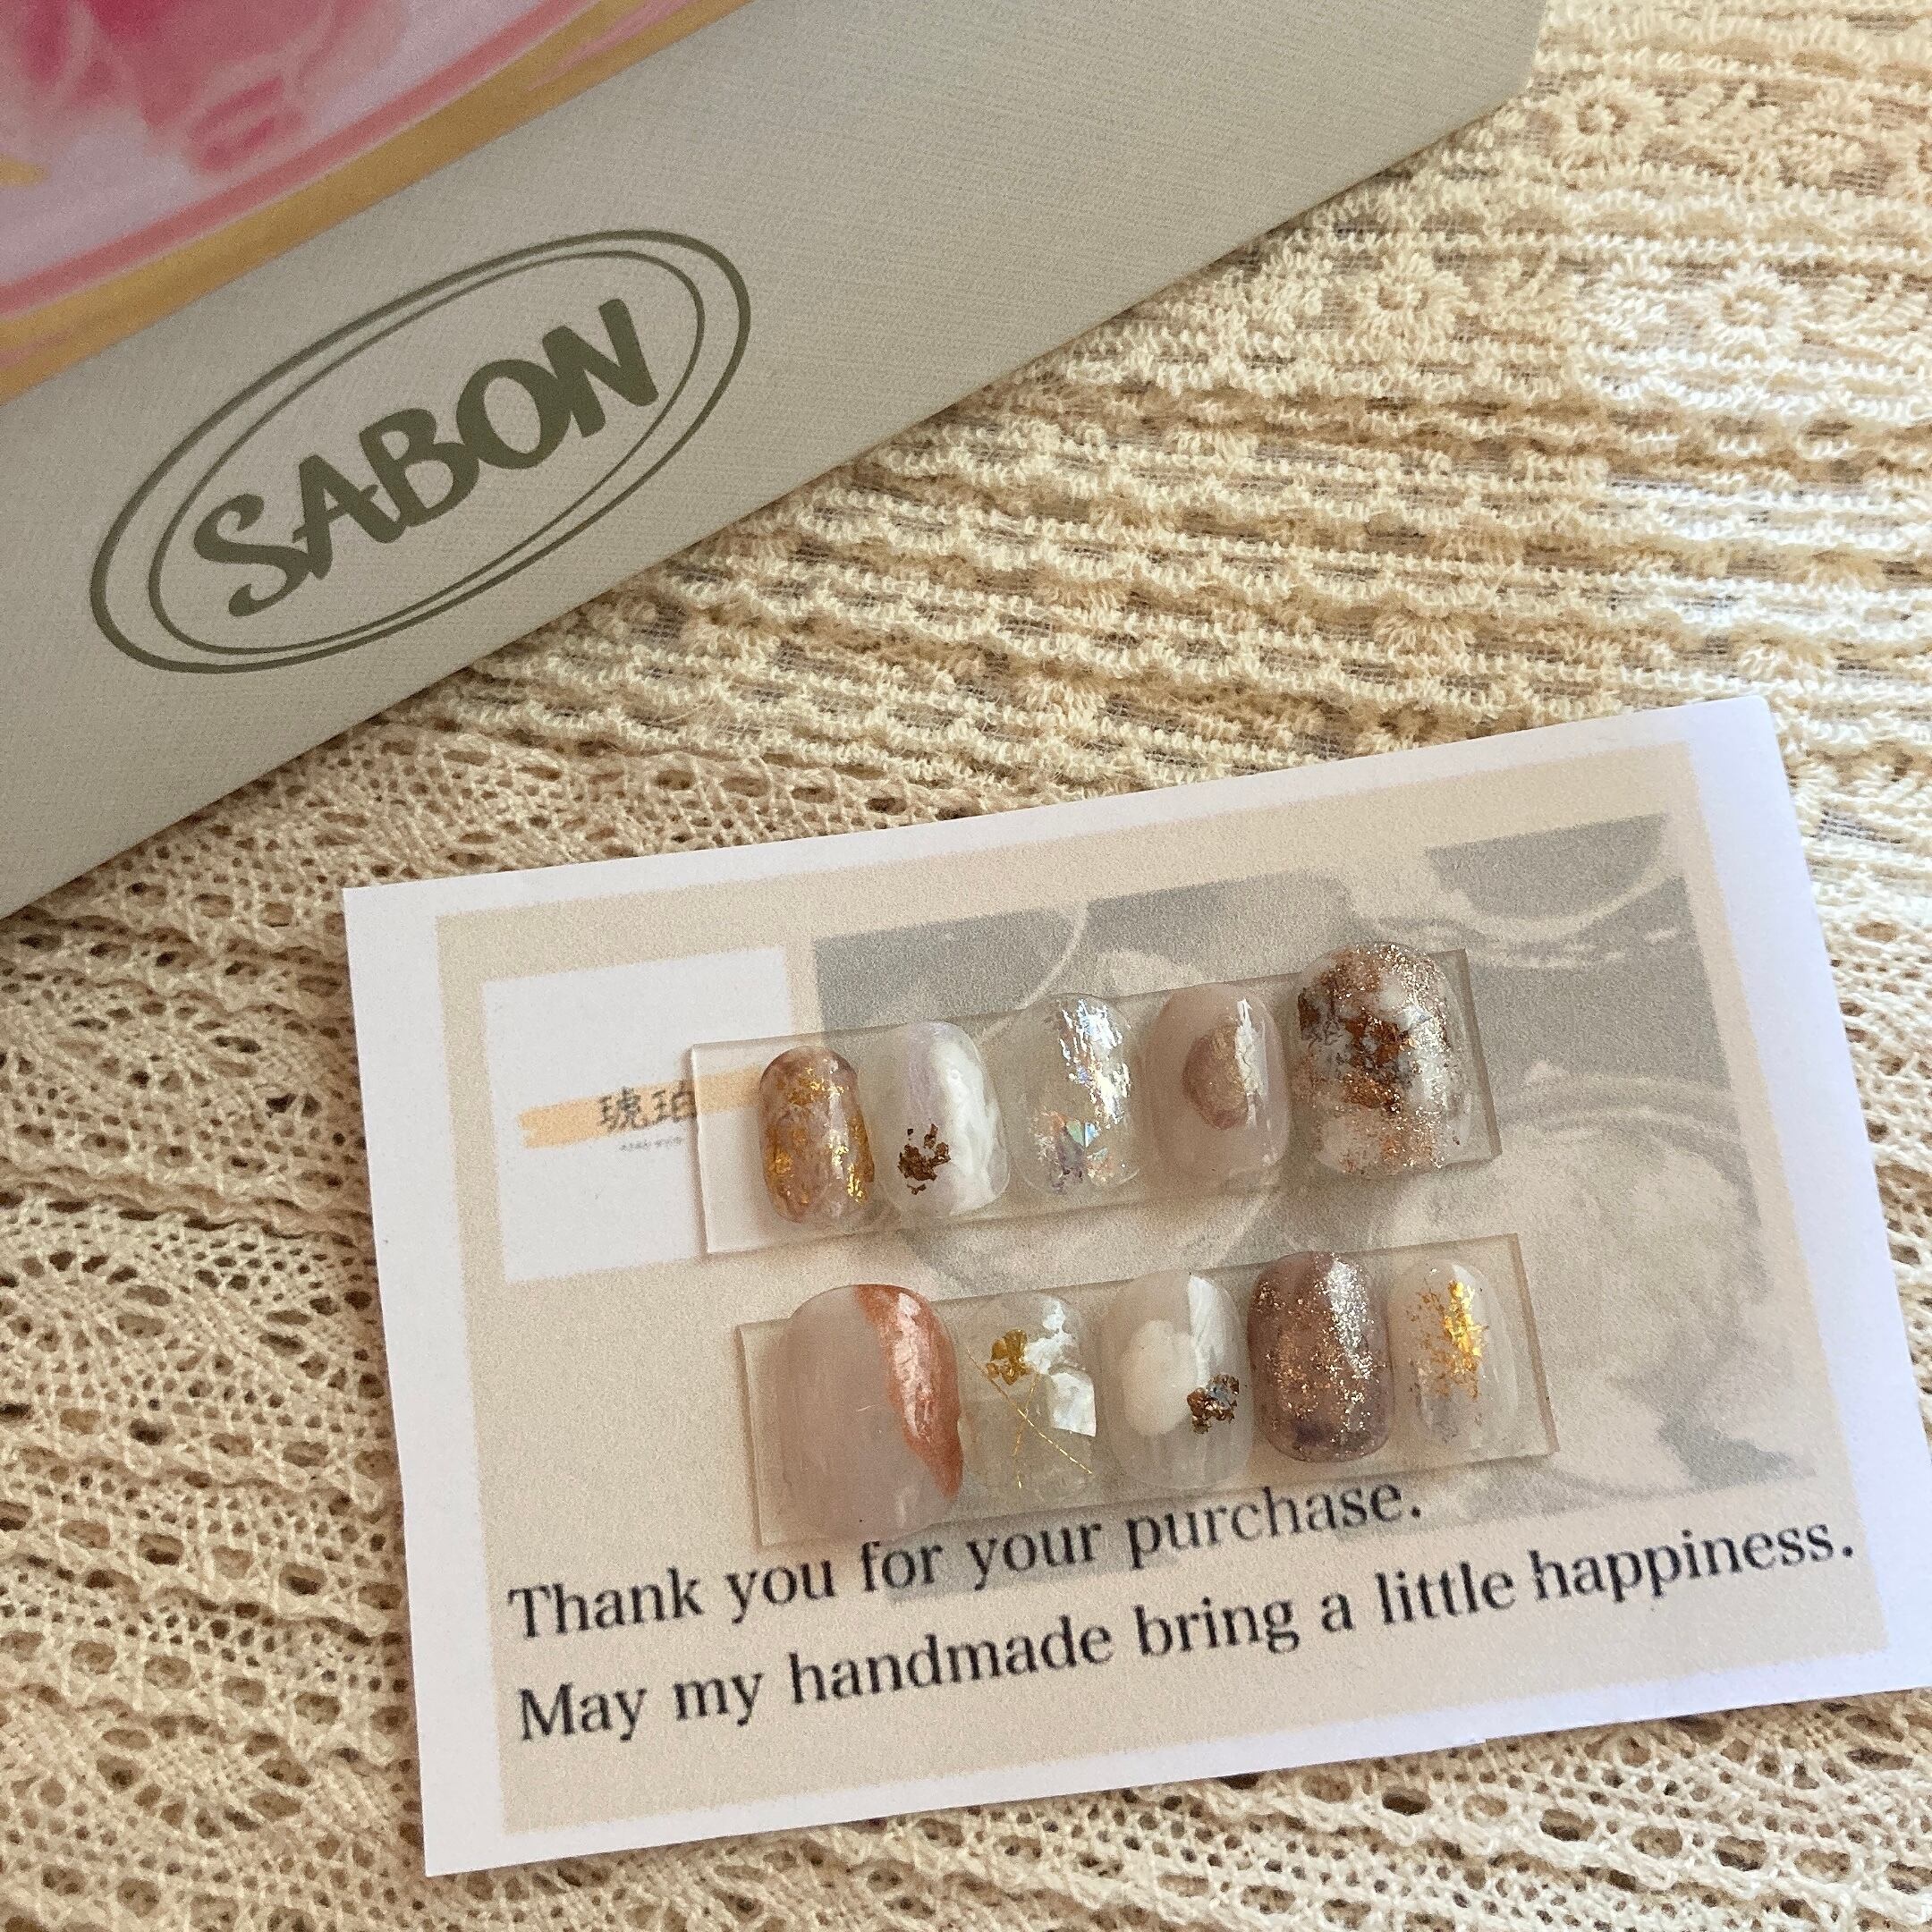 SABON
琥珀
Thank you for your purchase.
May my handmade bring a little happiness.